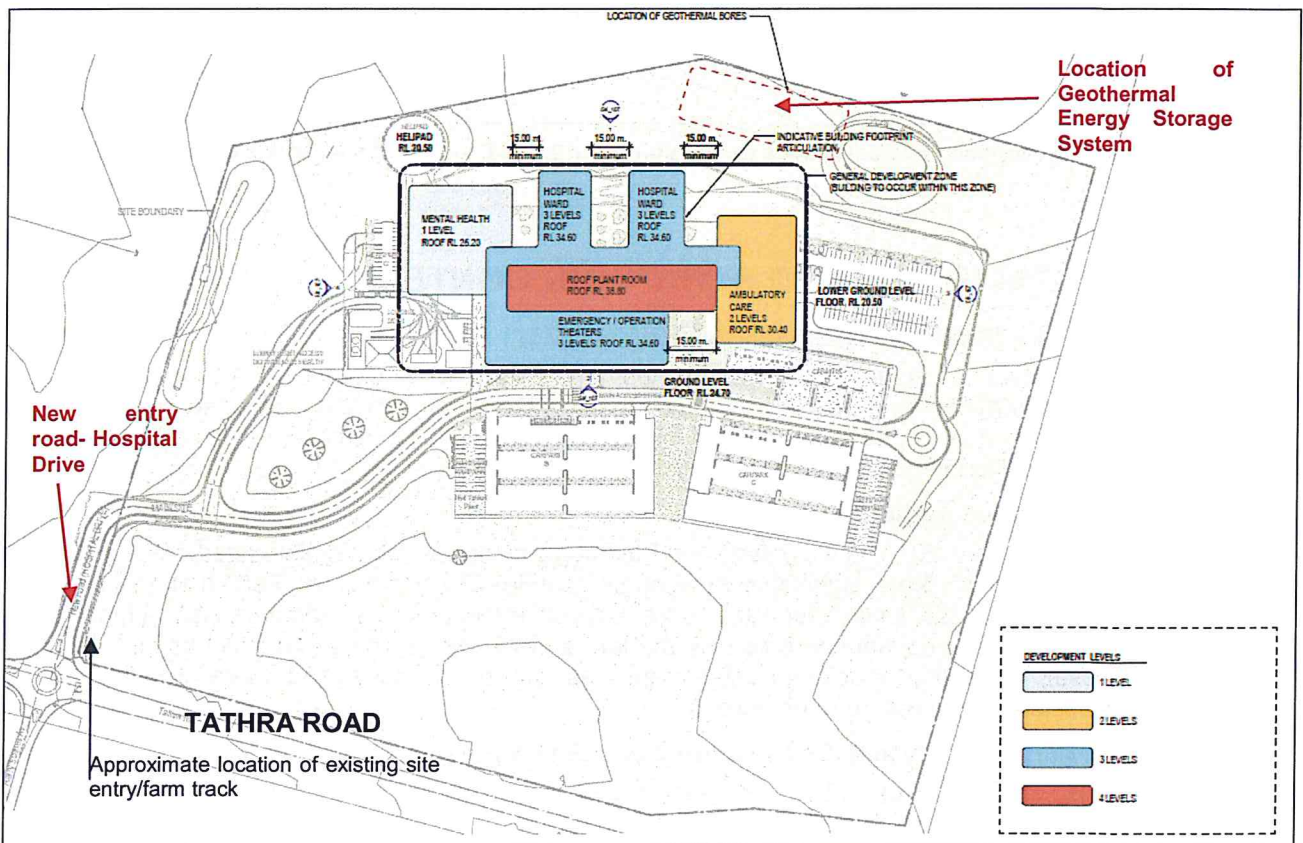 LOCATION OF GEOTHERMAL BORES
Location of
Geothermal
Energy Storage
System
HELIPAD
HELIPAD
RL 20.50
15.00 m.
minimum
15.00 m.
minimum
15.00 m.
minimum
INDICATIVE BUILDING FOOTPRINT
ARTICULATION
GENERAL DEVELOPMENT ZONE
(BUILDING TO OCCUR WITHIN THIS ZONE)
SITE BOUNDARY
MENTAL HEALTH
1 LEVEL
ROOF RL 25.20
HOSPITAL
WARD
3 LEVELS
ROOF
RL 34.60
HOSPITAL
WARD
3 LEVELS
ROOF
RL 34.60
ROOF PLANT ROOM
AMBULATORY
CARE
2 LEVELS
ROOF RL 30.40
LOWER GROUND LEVEL
FLOOR RL 20.50
EMERGENCY / OPERATION
THEATERS
3 LEVELS ROOF RL 34.60
15.00 m.
minimum
GROUND LEVEL
FLOOR RL 24.70
New entry
road- Hospital
Drive
CARPARK
CARPARK
TATHRA ROAD
Approximate location of existing site
entry/farm track
DEVELOPMENT LEVELS
1 LEVEL
2 LEVELS
3 LEVELS
4 LEVELS